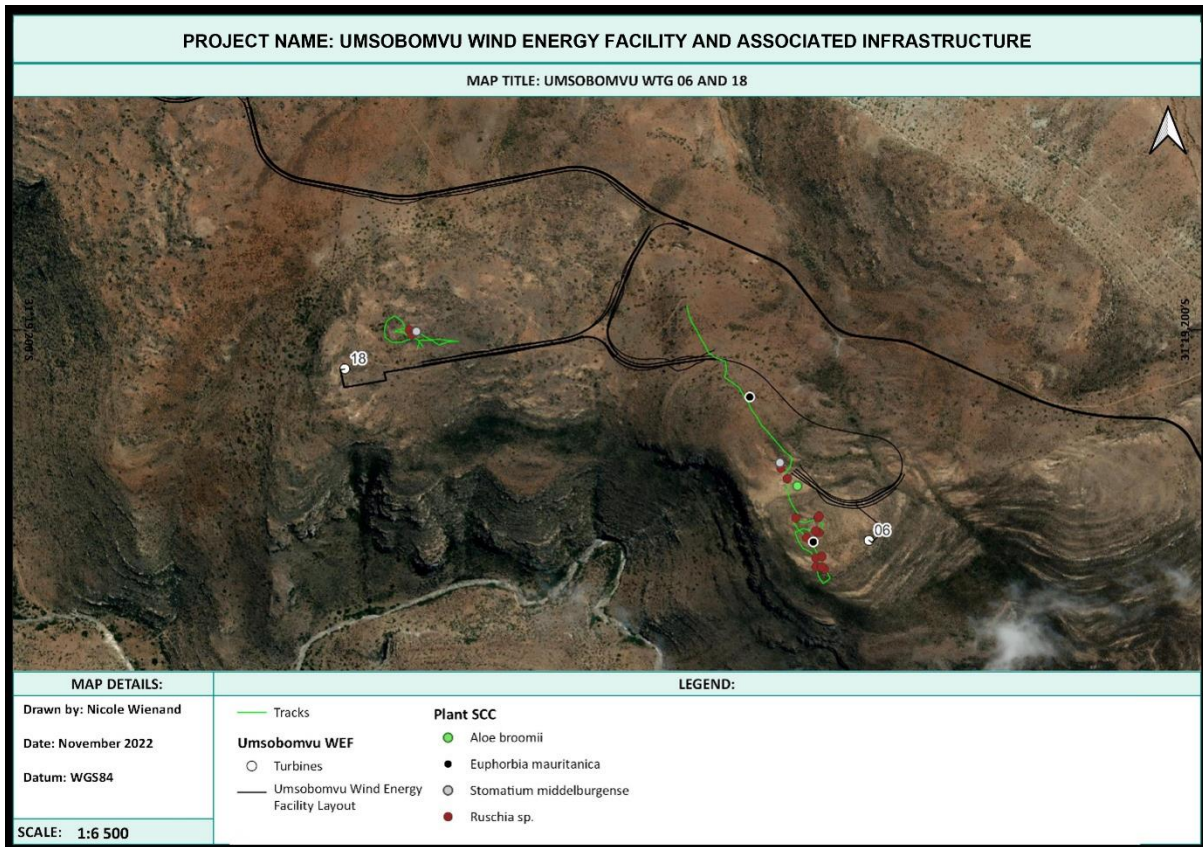 PROJECT NAME: UMSOBOMVU WIND ENERGY FACILITY AND ASSOCIATED INFRASTRUCTURE
MAP TITLE: UMSOBOMVU WTG 06 AND 18
31°19,200'S
18
06
MAP DETAILS:
Drawn by: Nicole Wienand
Date: November 2022
Datum: WGS84
SCALE: 1:6 500
LEGEND:
Tracks
Umsobomvu WEF
Turbines
Umsobomvu Wind Energy
Facility Layout
Plant SCC
Aloe broomii
Euphorbia mauritanica
Stomatium middelburgense
Ruschia sp.